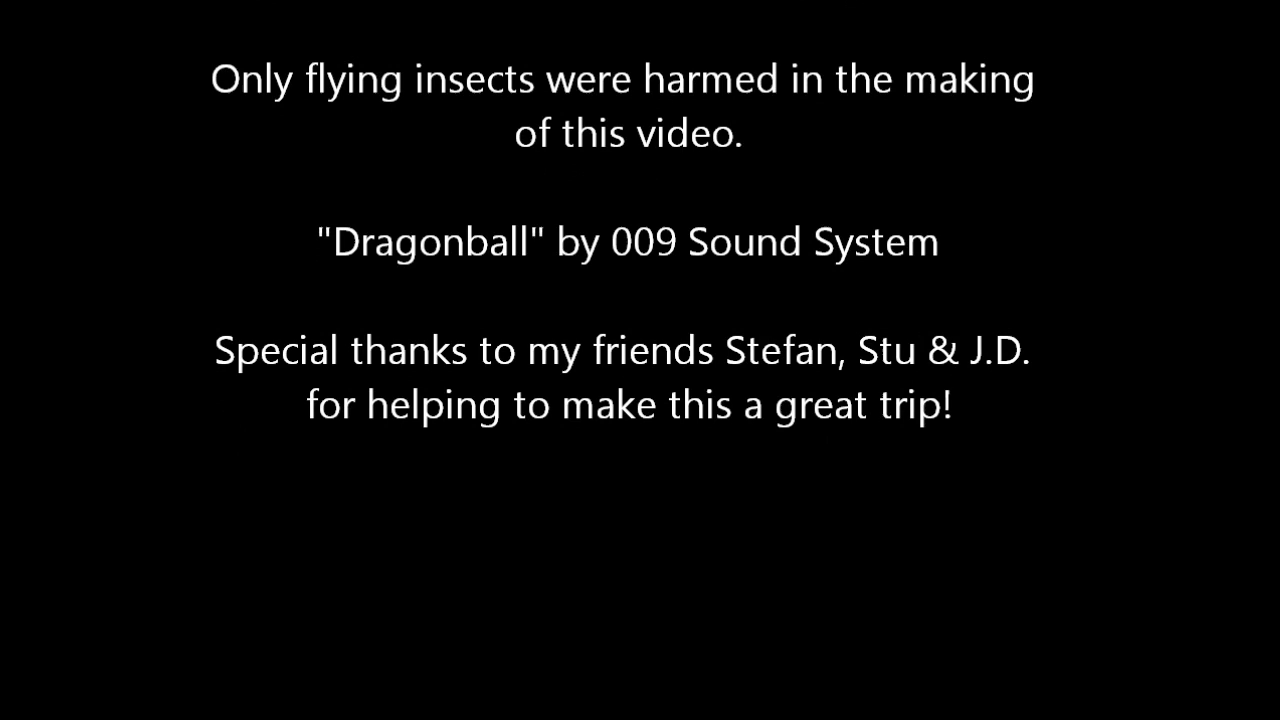 Only flying insects were harmed in the making
of this video.
"Dragonball" by 009 Sound System
Special thanks to my friends Stefan, Stu & J.D.
for helping to make this a great trip!